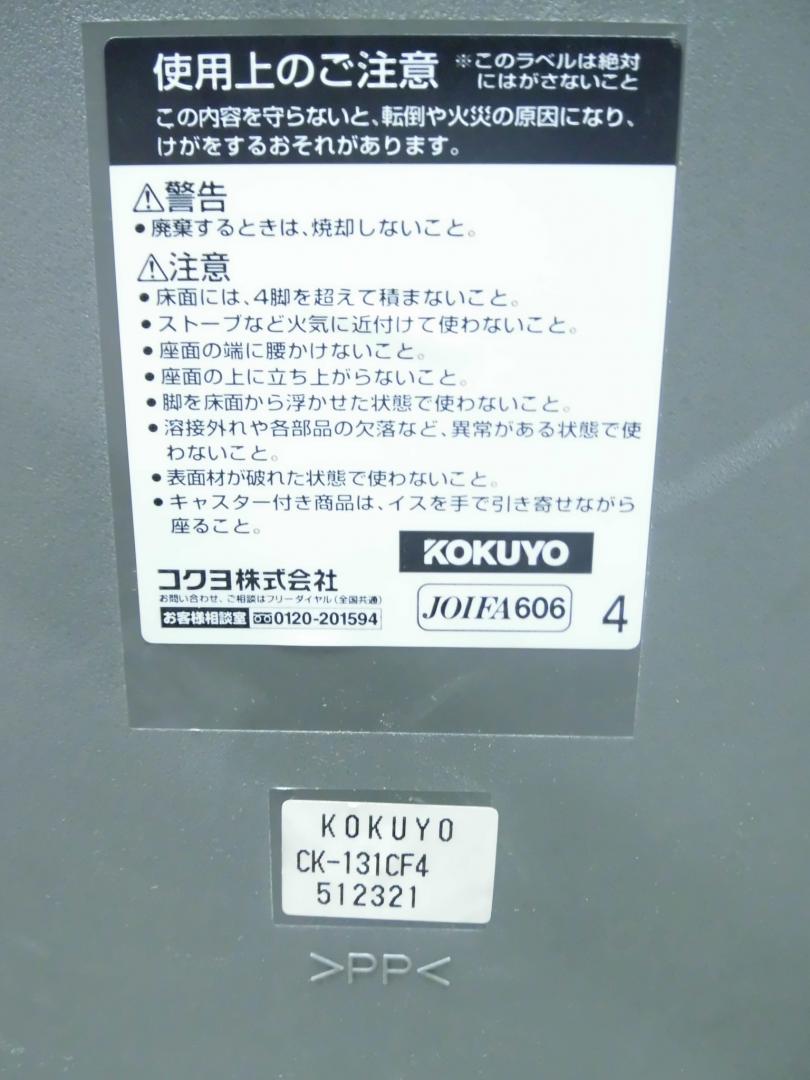 使用上のご注意
※このラベルは絶対
にはがさないこと
この内容を守らないと、転倒や火災の原因になり、
けがをするおそれがあります。
⚠警告
●廃棄するときは、焼却しないこと。
⚠注意
●床面には、4脚を超えて積まないこと。
●ストーブなど火気に近付けて使わないこと。
●座面の端に腰かけないこと。
●座面の上に立ち上がらないこと。
●脚を床面から浮かせた状態で使わないこと。
●溶接外れや各部品の欠落など、異常がある状態で使
わないこと。
●表面材が破れた状態で使わないこと。
●キャスター付き商品は、イスを手で引き寄せながら
座ること。
KOKUYO
コクヨ株式会社
お問い合わせ、ご相談はフリーダイヤル(全国共通)
お客様相談室 0120-201594
JOIFA606
4
KOKUYO
CK-131CF4
512321
>PP<